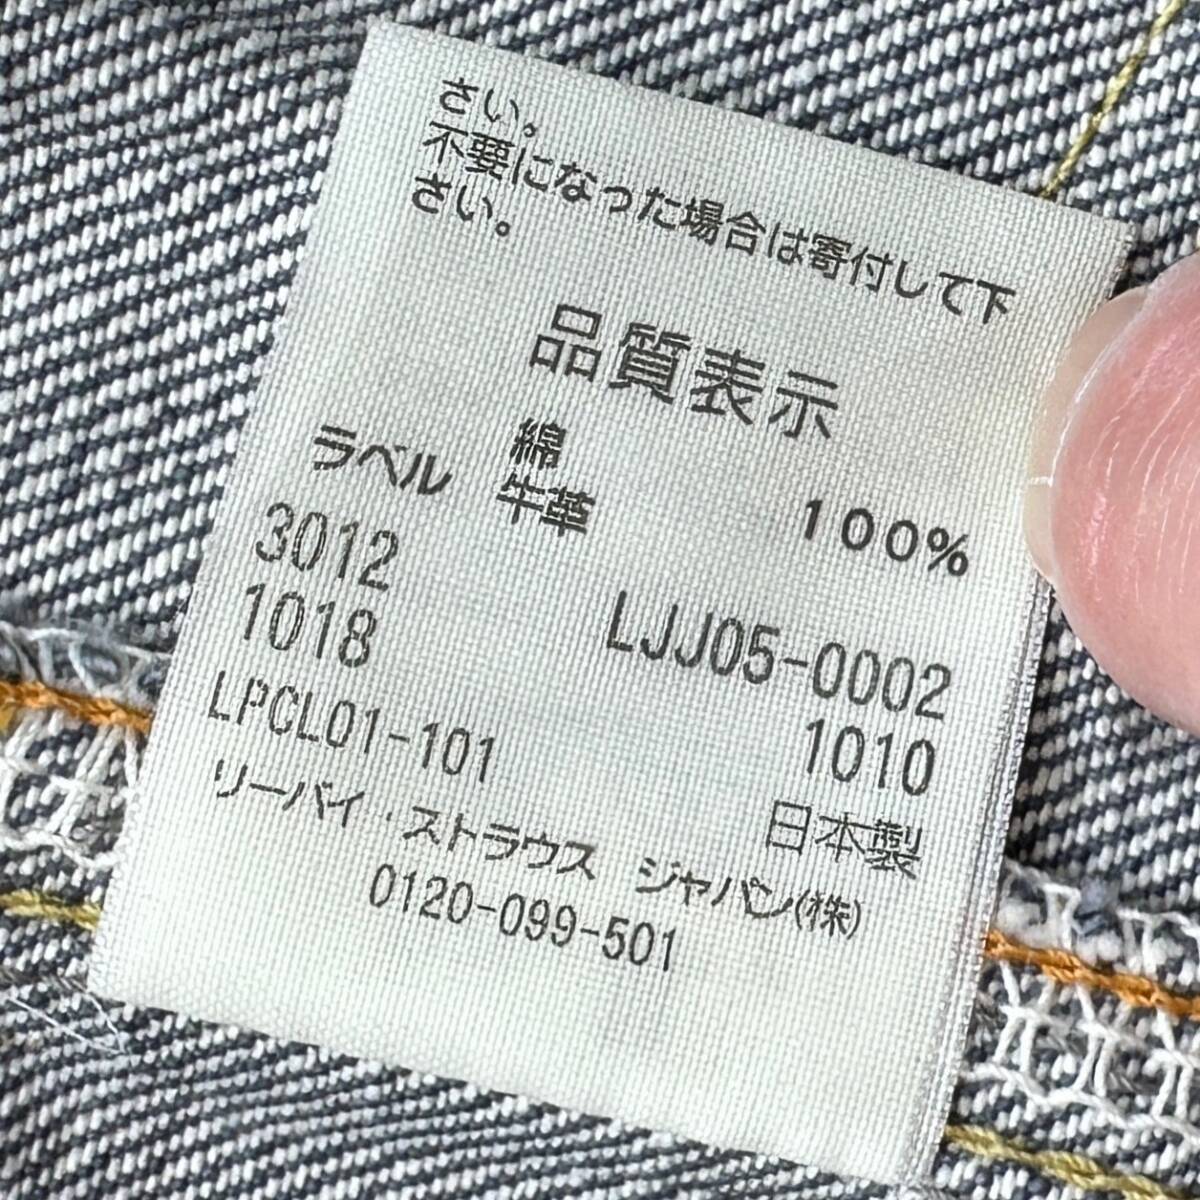 さい。
不要になった場合は寄付して下
さい。
品質表示
綿 100%
ラベル 牛革
3012 LJJ05-0002
1018 1010
LPCL01-101 日本製
リーバイ・ストラウス ジャパン(株)
0120-099-501